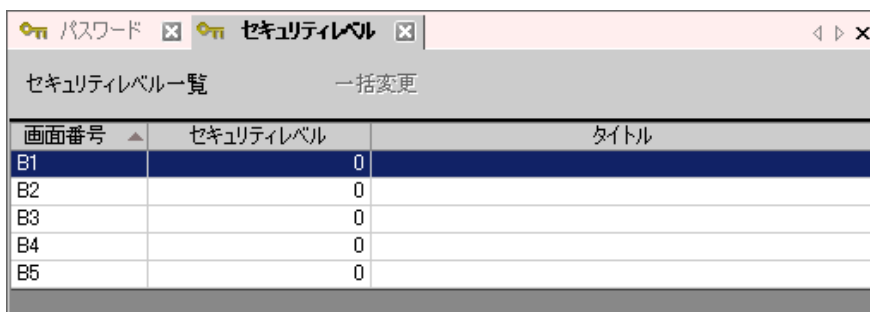 パスワード セキュリティレベル
セキュリティレベル一覧 一括変更
画面番号 セキュリティレベル タイトル
B1 0
B2 0
B3 0
B4 0
B5 0